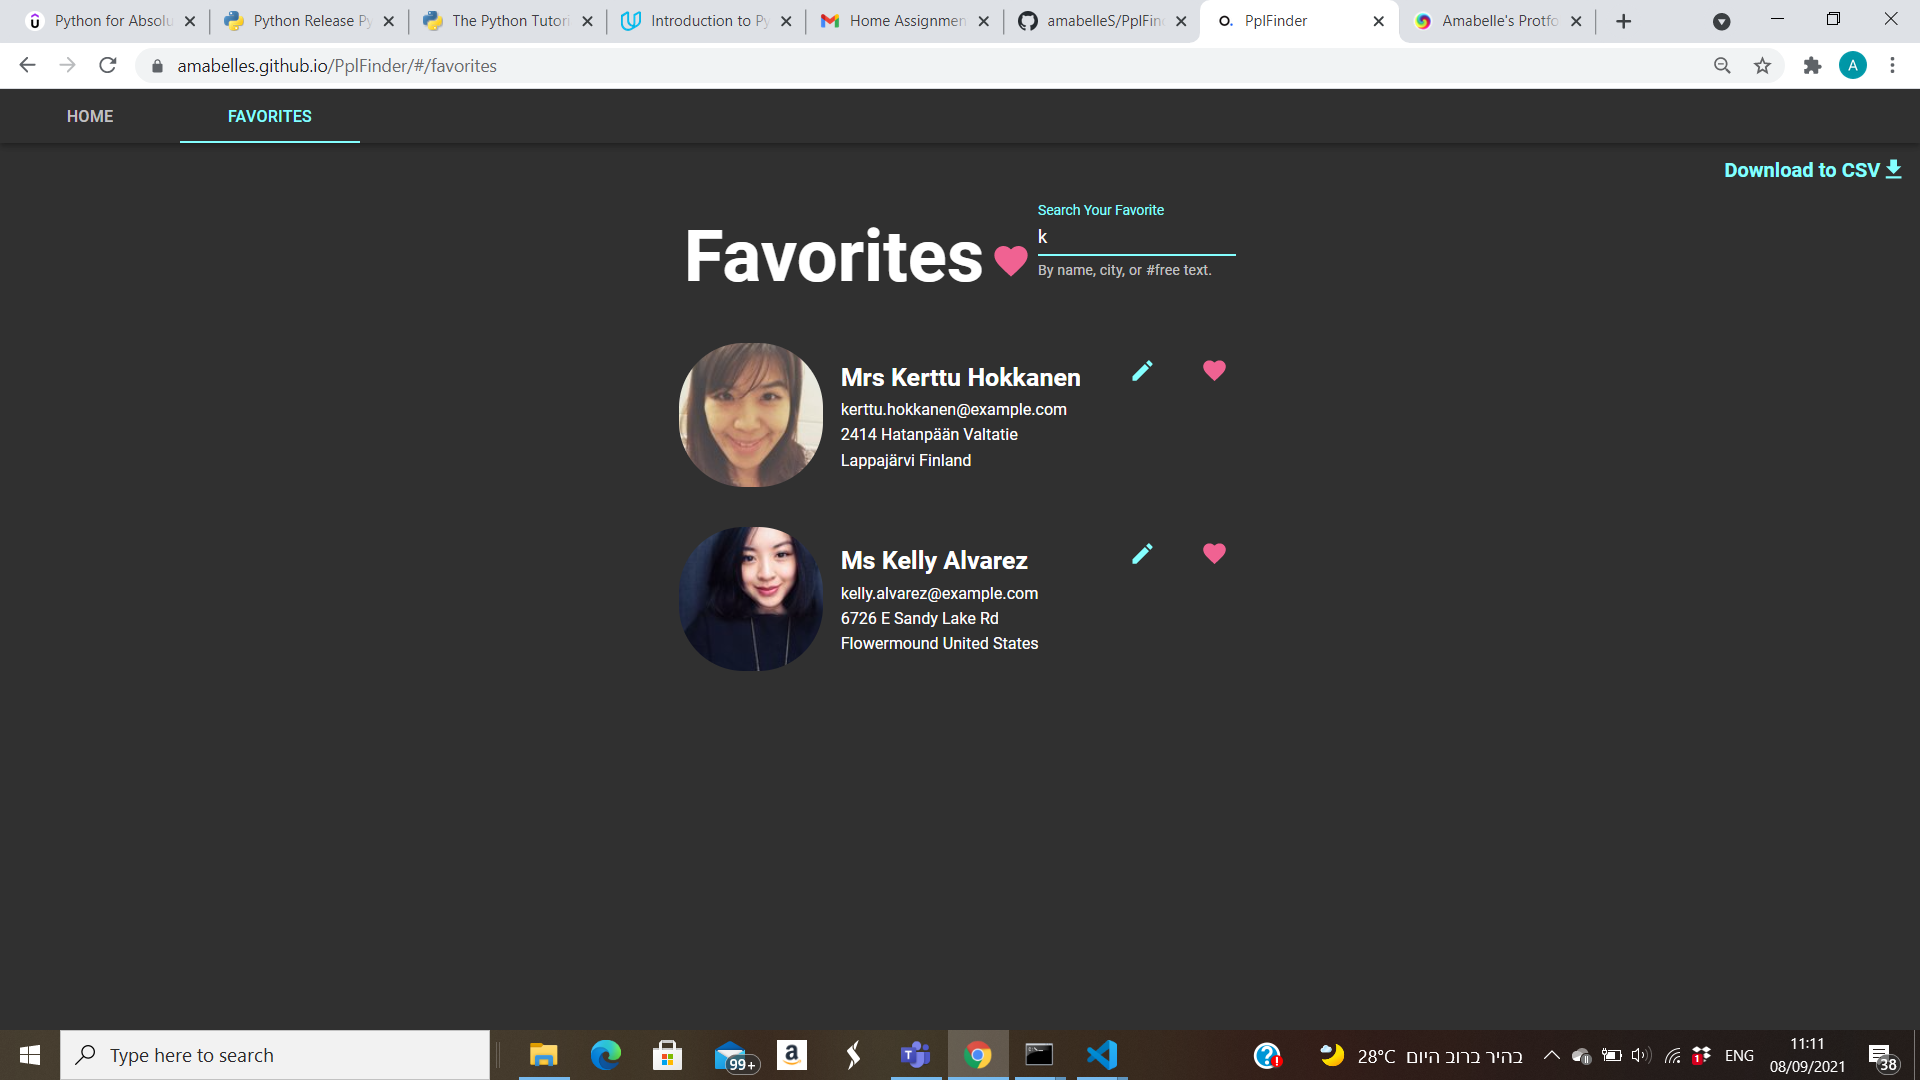 Python for Absolu
Python Release Py
The Python Tutori
Introduction to Py
Home Assignmen
amabelleS/PplFind
PplFinder
Amabelle's Protfo
amabelles.github.io/PplFinder/#/favorites
A
HOME
FAVORITES
Download to CSV
Favorites
Search Your Favorite
k
By name, city, or #free text.
Mrs Kerttu Hokkanen
kerttu.hokkanen@example.com
2414 Hatanpään Valtatie
Lappajärvi Finland
Ms Kelly Alvarez
kelly.alvarez@example.com
6726 E Sandy Lake Rd
Flowermound United States
Type here to search
99+
28°C בהיר ברוב היום
1
ENG
11:11
08/09/2021
38